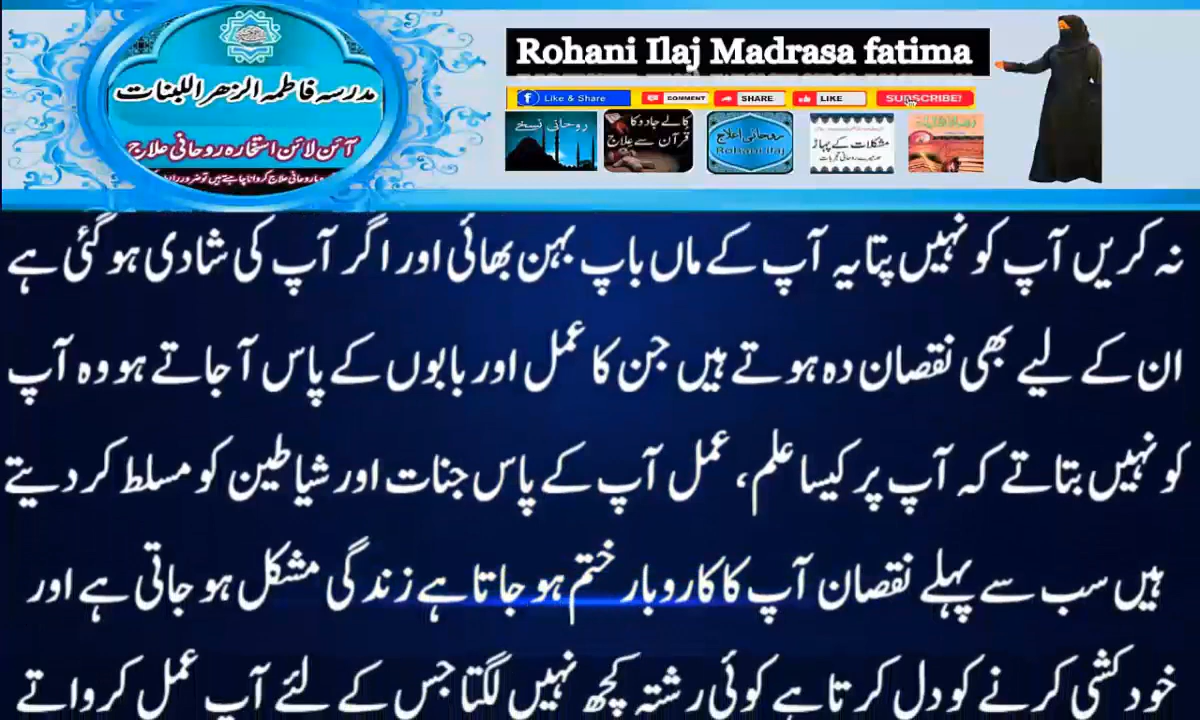 مدرسہ فاطمہ الزھرا للبنات
آئن لائن استخارہ روحانی علاج
Rohani Ilaj Madrasa fatima
Like & Share
COMMENT
SHARE
LIKE
SUBSCRIBE!
روحانی نسخے
کالے جادو کا
قرآن سے علاج
روحانی اعلاج
Rohani ilaj
مشکلات کے پہاڑ
نہ کریں آپ کو نہیں پتا یہ آپ کے ماں باپ بہن بھائی اور اگر آپ کی شادی ہو گئی ہے
ان کے لیے بھی نقصان دہ ہوتے ہیں جن کا عمل اور بابوں کے پاس آ جاتے ہو وہ آپ
کو نہیں بتاتے کہ آپ پر کیسا علم، عمل آپ کے پاس جنات اور شیاطین کو مسلط کر دیتے
ہیں سب سے پہلے نقصان آپ کا کاروبار ختم ہو جاتا ہے زندگی مشکل ہو جاتی ہے اور
خودکشی کرنے کو دل کرتا ہے کوئی رشتہ کچھ نہیں لگتا جس کے لئے آپ عمل کرواتے